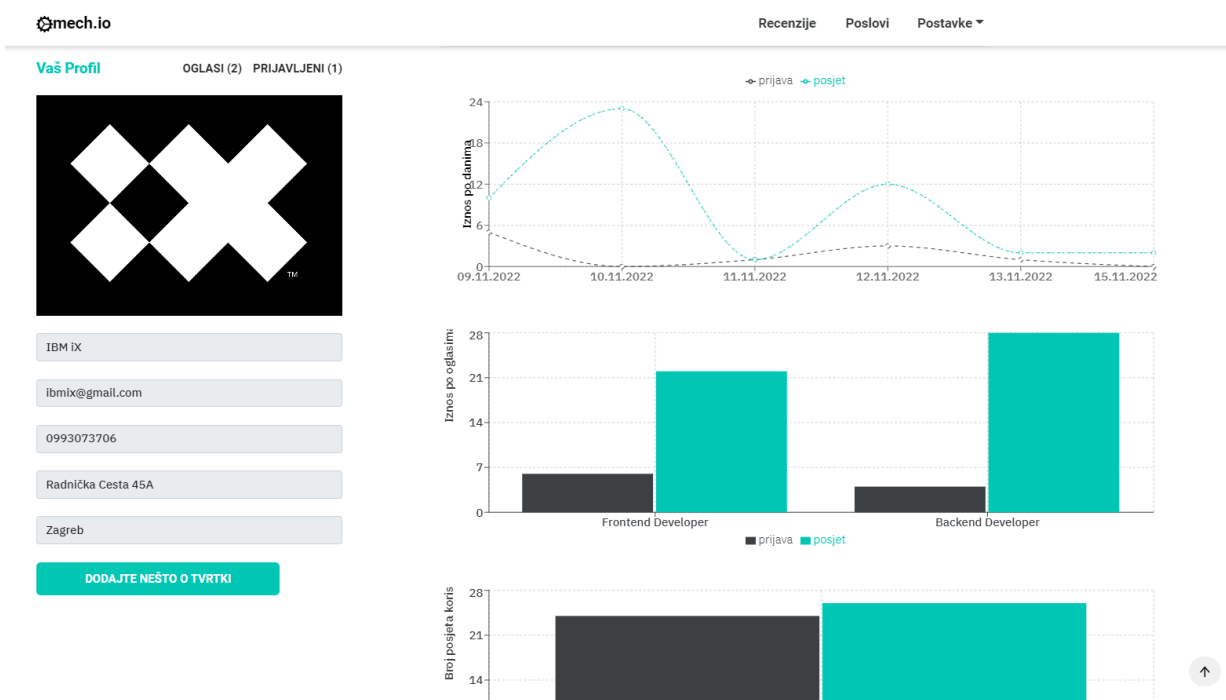 mech.io
Recenzije Poslovi Postavke
Vaš Profil OGLASI (2) PRIJAVLJENI (1)
TM
IBM iX
ibmix@gmail.com
0993073706
Radnička Cesta 45A
Zagreb
DODAJTE NEŠTO O TVRTKI
prijava posjet
Iznos po danima
24
18
12
6
0
09.11.2022 10.11.2022 11.11.2022 12.11.2022 13.11.2022 15.11.2022
Iznos po oglasima
28
21
14
7
0
Frontend Developer Backend Developer
prijava posjet
Broj posjeta koris
28
21
14